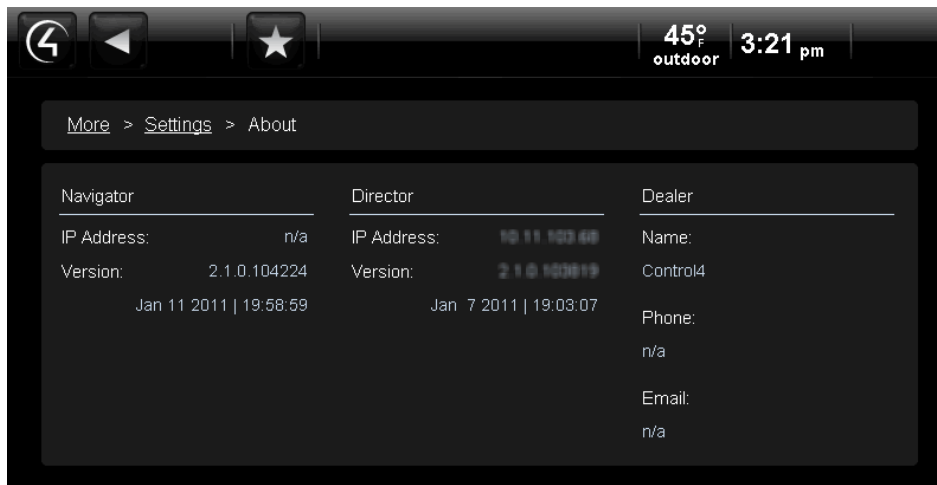 45°F
outdoor
3:21 pm
More > Settings > About
Navigator
IP Address: n/a
Version: 2.1.0.104224
Jan 11 2011 | 19:58:59
Director
IP Address:
Version:
Jan 7 2011 | 19:03:07
Dealer
Name:
Control4
Phone:
n/a
Email:
n/a